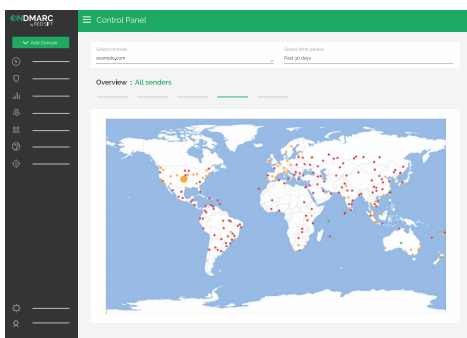 ONDMARC
by RED SIFT
Control Panel
Add Domain
Select domain
example.com
Select time period
Past 30 days
Overview : All senders